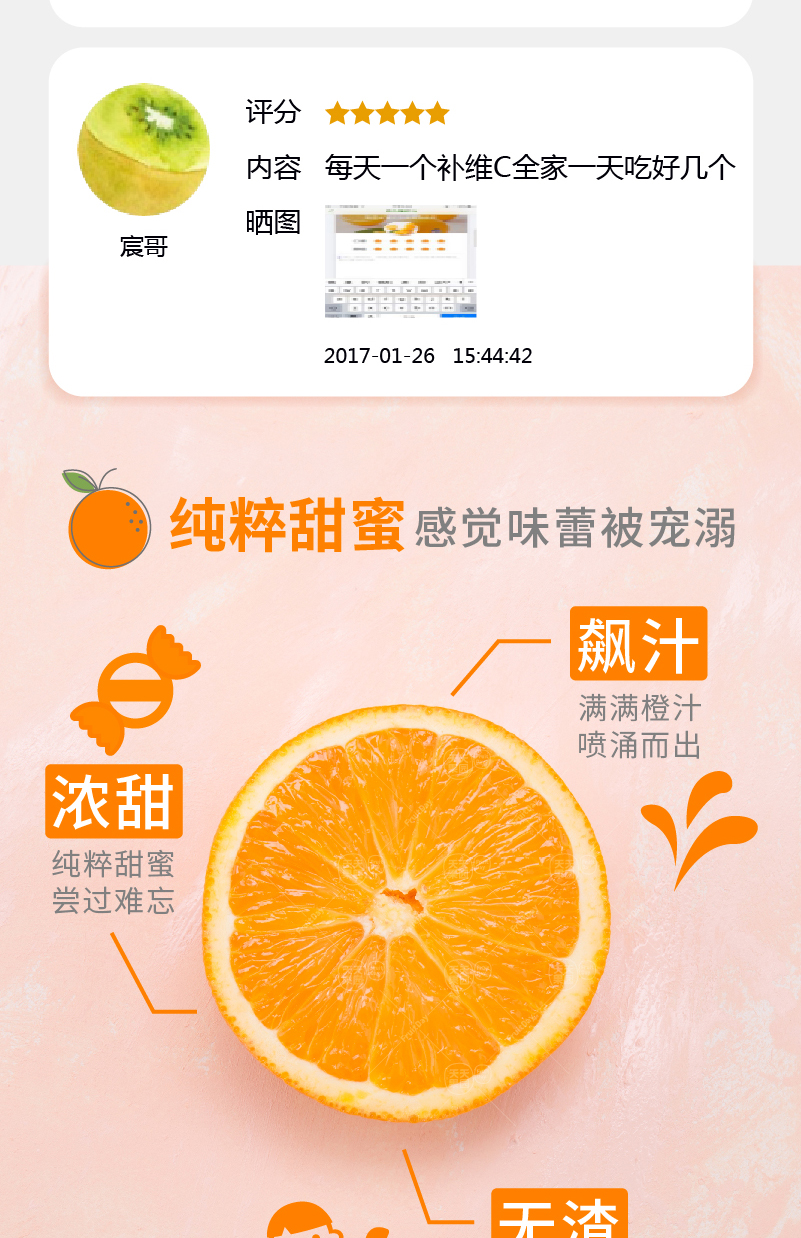 评分 ★★★★★
内容 每天一个补维C全家一天吃好几个
晒图
宸哥
2017-01-26 15:44:42
纯粹甜蜜 感觉味蕾被宠溺
飙汁
满满橙汁
喷涌而出
浓甜
纯粹甜蜜
尝过难忘
无渣